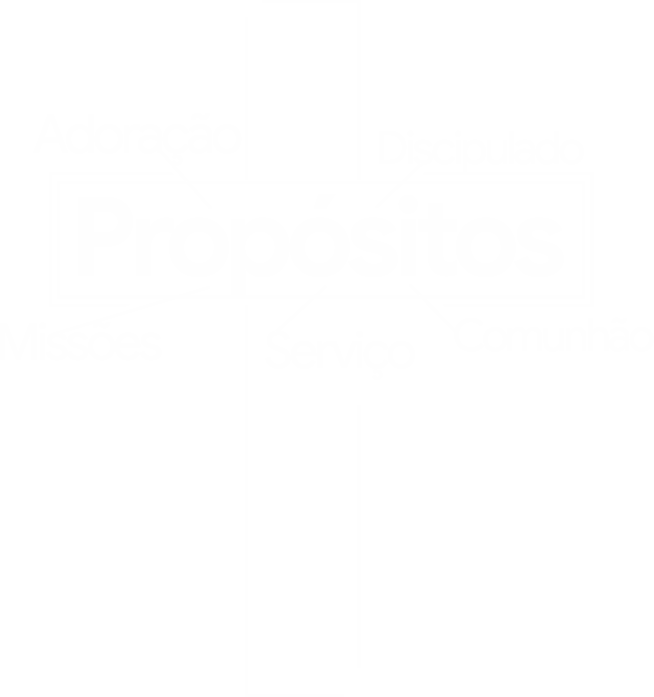 Adoração
Discipulado
Propósitos
Missões
Serviço
Comunhão